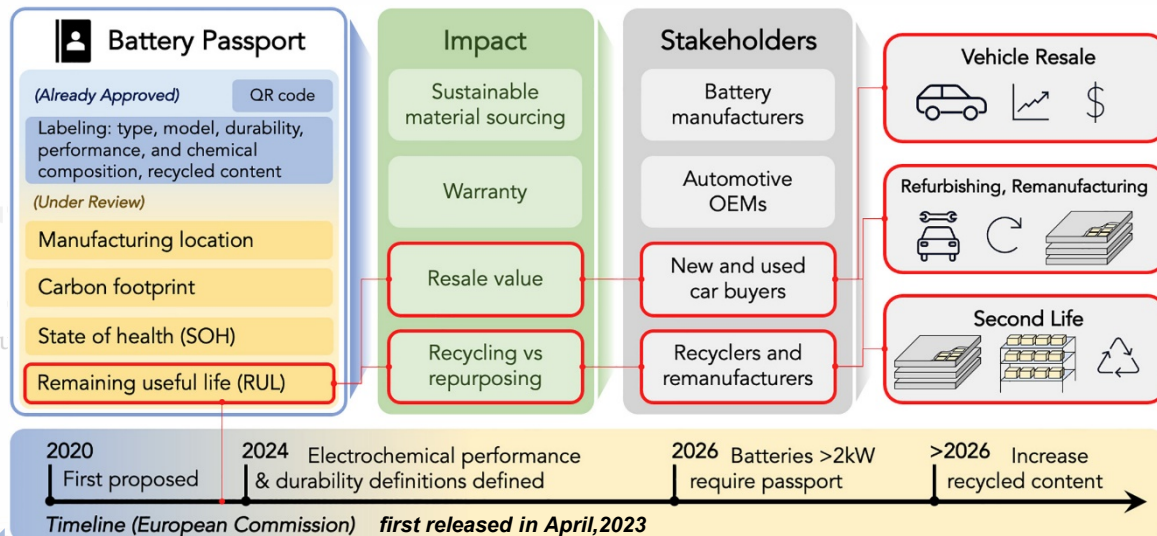 Battery Passport
(Already Approved)
QR code
Labeling: type, model, durability,
performance, and chemical
composition, recycled content
(Under Review)
Manufacturing location
Carbon footprint
State of health (SOH)
Remaining useful life (RUL)
Impact
Sustainable
material sourcing
Warranty
Resale value
Recycling vs
repurposing
Stakeholders
Battery
manufacturers
Automotive
OEMs
New and used
car buyers
Recyclers and
remanufacturers
Vehicle Resale
$
Refurbishing, Remanufacturing
Second Life
2020
First proposed
2024 Electrochemical performance
& durability definitions defined
2026 Batteries >2kW
require passport
>2026 Increase
recycled content
Timeline (European Commission) first released in April,2023